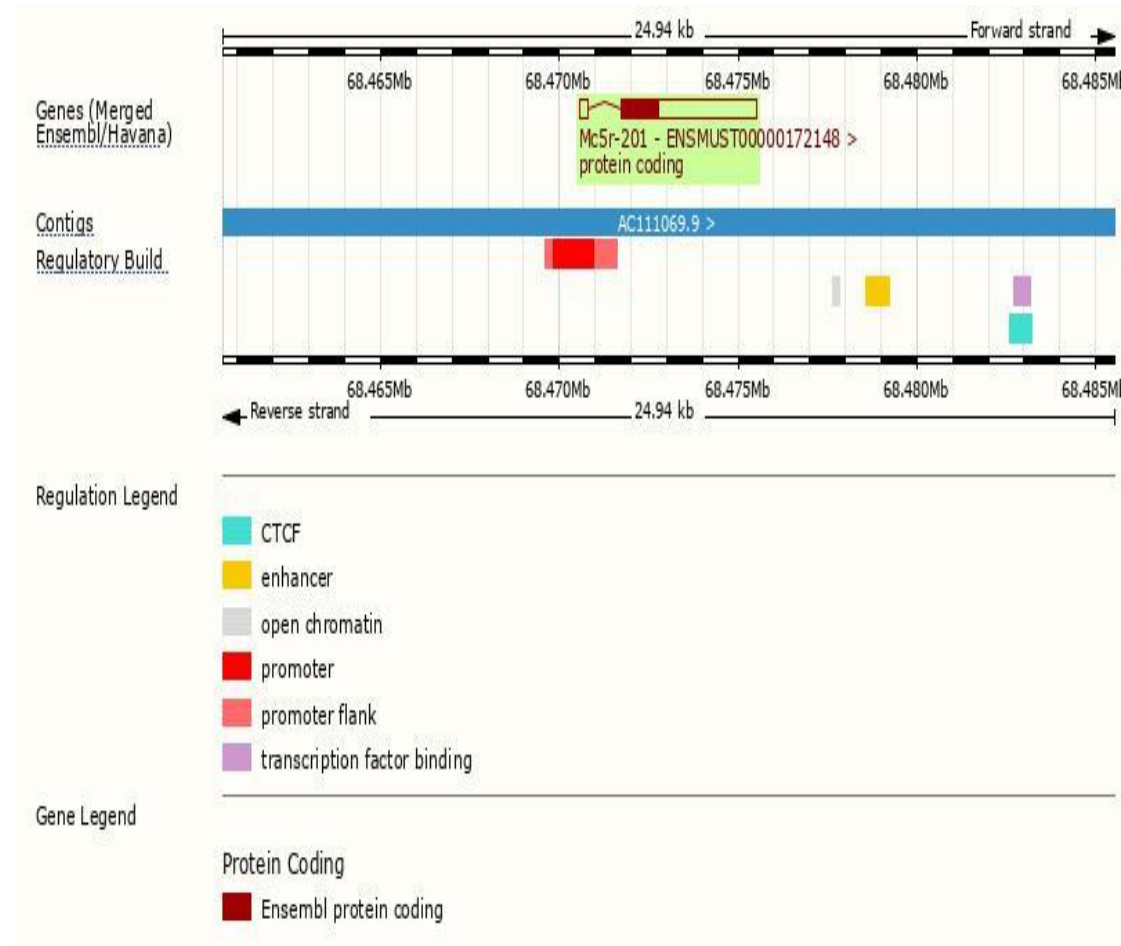 24.94 kb Forward strand
68.465Mb 68.470Mb 68.475Mb 68.480Mb 68.485M
Genes (Merged
Ensembl/Havana)
Mc5r-201 - ENSMUST00000172148 >
protein coding
Contigs
AC111069.9 >
Regulatory Build
68.465Mb 68.470Mb 68.475Mb 68.480Mb 68.485M
Reverse strand 24.94 kb
Regulation Legend
CTCF
enhancer
open chromatin
promoter
promoter flank
transcription factor binding
Gene Legend
Protein Coding
Ensembl protein coding